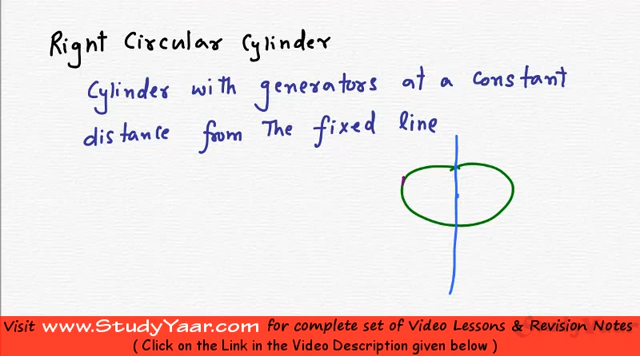 Right Circular Cylinder
Cylinder with generators at a constant
distance from The fixed line
Visit www.StudyYaar.com for complete set of Video Lessons & Revision Notes
( Click on the Link in the Video Description given below )